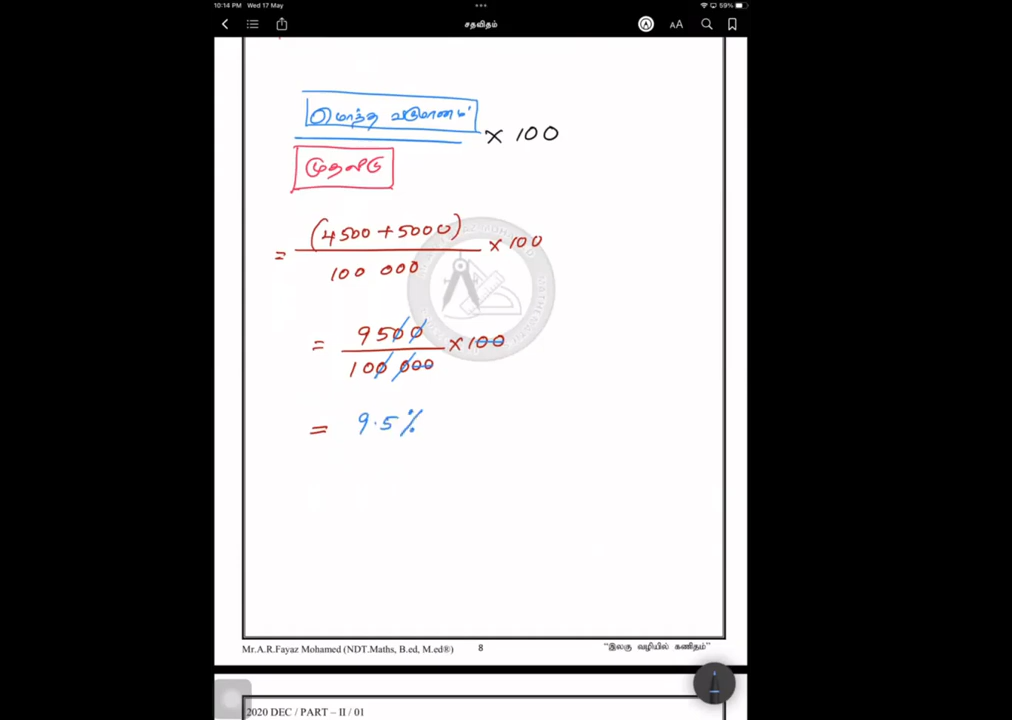 10:14 PM Wed 17 May
59%
சதவிதம்
AA
மொத்த வருமானம் × 100
முதலீடு
= (4500 + 5000) × 100
100 000
= 9500 × 100
100 000
= 9.5%
Mr.A.R.Fayaz Mohamed (NDT.Maths, B.ed, M.ed®) 8 "இலகு வழியில் கணிதம்"
2020 DEC / PART – II / 01